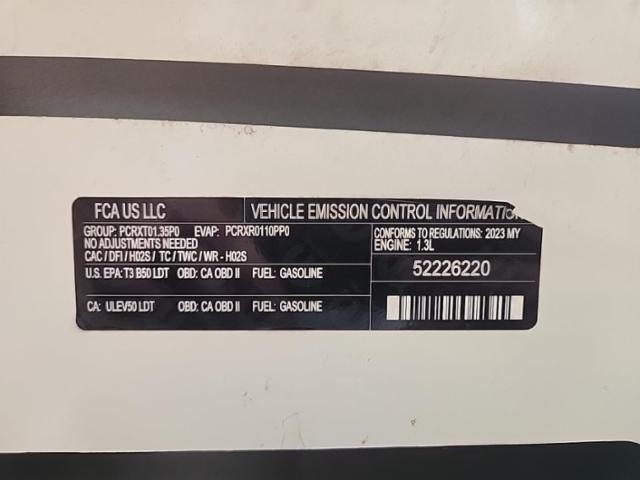 FCA US LLC
VEHICLE EMISSION CONTROL INFORMATION
GROUP: PCRXT01.35P0 EVAP: PCRXR0110PP0
NO ADJUSTMENTS NEEDED
CAC / DFI / H02S / TC / TWC / WR - H02S
U.S. EPA: T3 B50 LDT OBD: CA OBD II FUEL: GASOLINE
CA: ULEV50 LDT OBD: CA OBD II FUEL: GASOLINE
CONFORMS TO REGULATIONS: 2023 MY
ENGINE: 1.3L
52226220